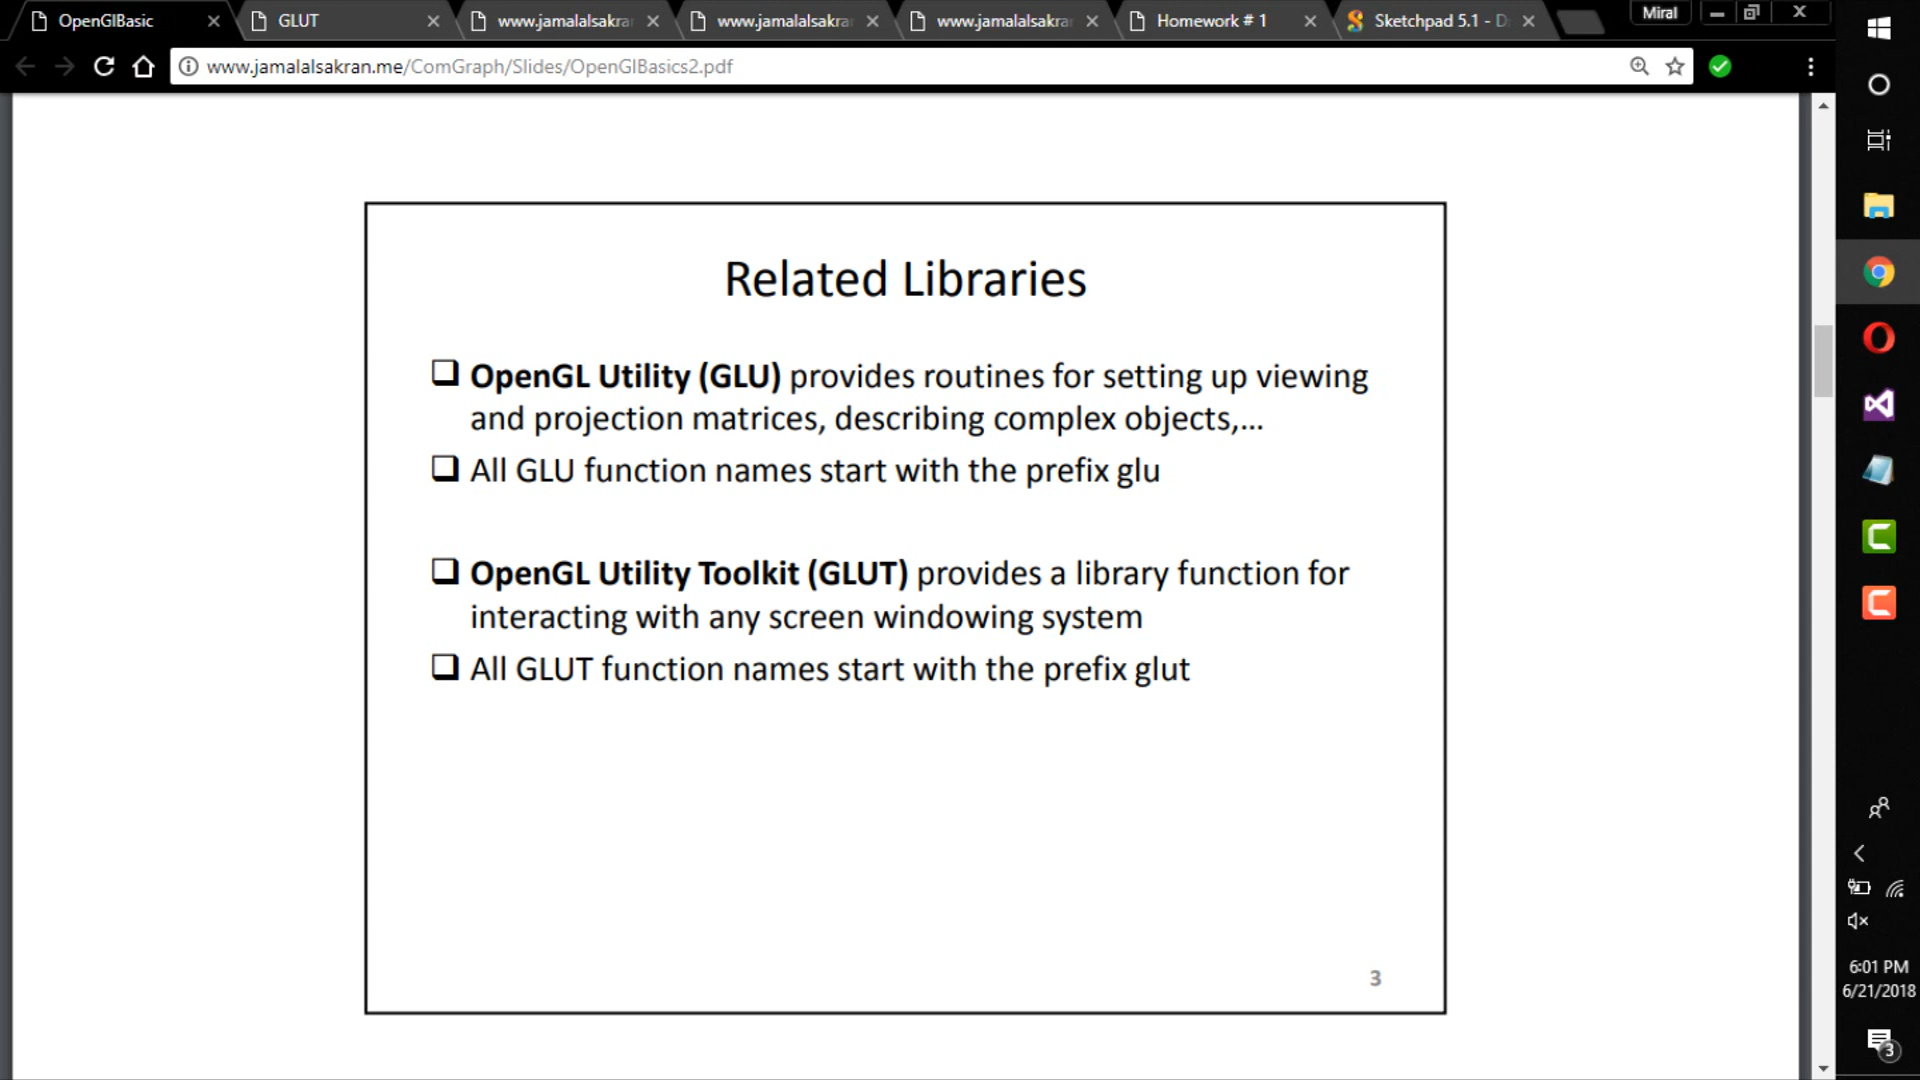 OpenGlBasic
GLUT
www.jamalalsakra
www.jamalalsakra
www.jamalalsakra
Homework # 1
Sketchpad 5.1 - D
Miral
www.jamalalsakran.me/ComGraph/Slides/OpenGlBasics2.pdf
Related Libraries
OpenGL Utility (GLU) provides routines for setting up viewing
and projection matrices, describing complex objects,...
All GLU function names start with the prefix glu
OpenGL Utility Toolkit (GLUT) provides a library function for
interacting with any screen windowing system
All GLUT function names start with the prefix glut
3
6:01 PM
6/21/2018
3